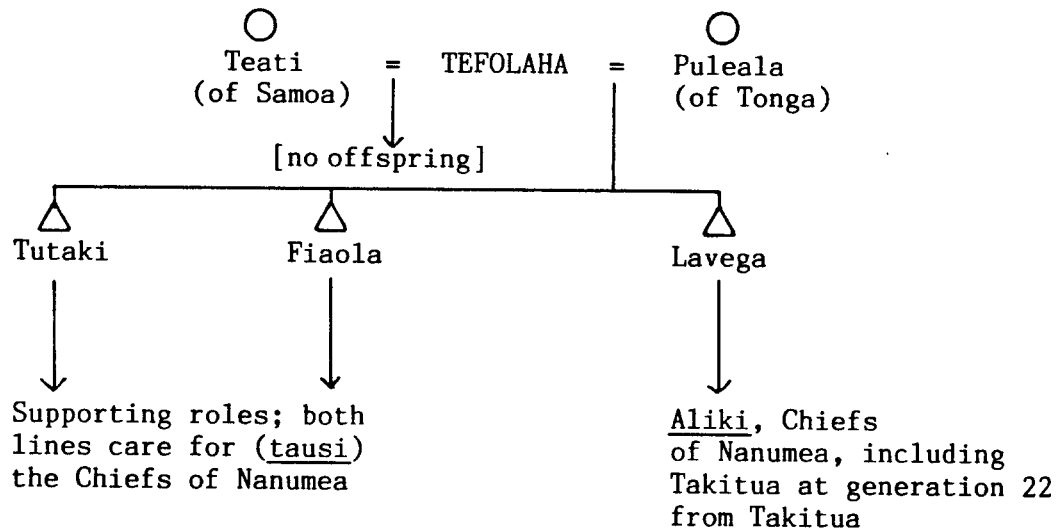 Teati = TEFOLAHA = Puleala
(of Samoa) (of Tonga)
[no offspring]
Tutaki Fiaola Lavega
Supporting roles; both
lines care for (tausi)
the Chiefs of Nanumea
Aliki, Chiefs
of Nanumea, including
Takitua at generation 22
from Takitua